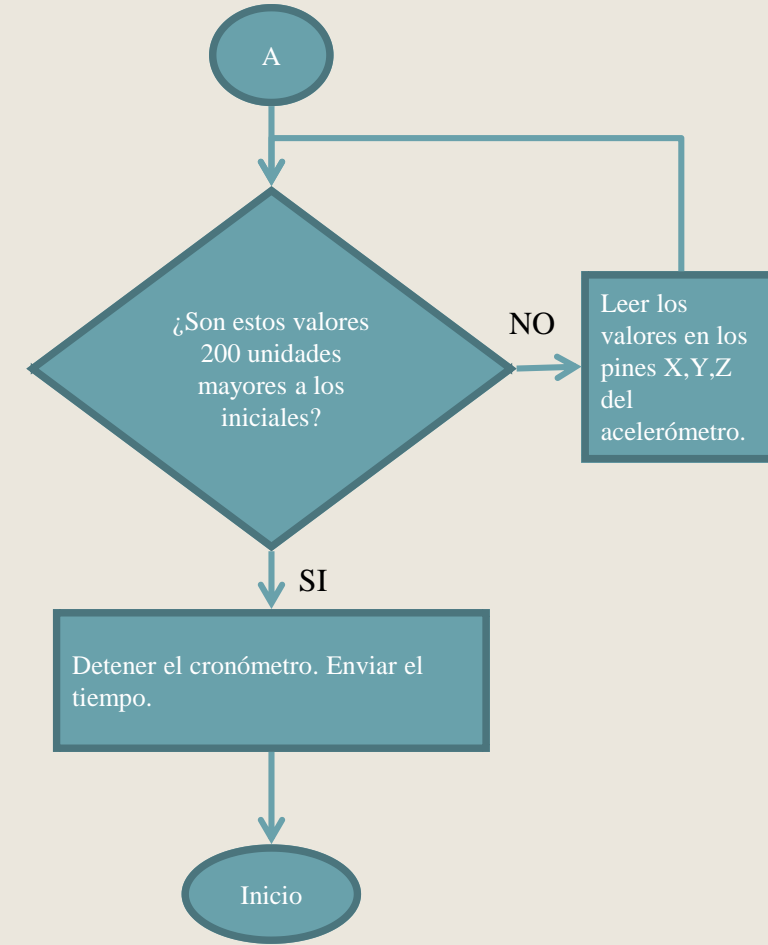 A
¿Son estos valores
200 unidades
mayores a los
iniciales?
NO
Leer los
valores en los
pines X,Y,Z
del
acelerómetro.
SI
Detener el cronómetro. Enviar el
tiempo.
Inicio